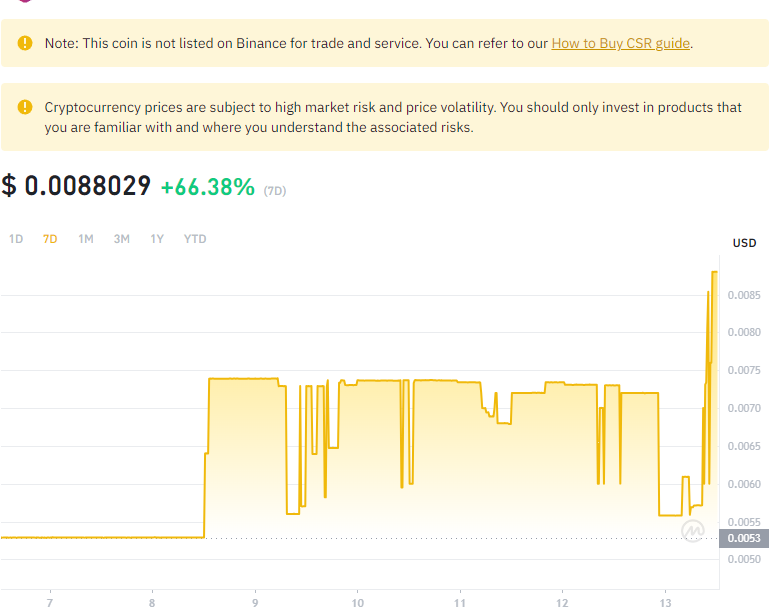 Note: This coin is not listed on Binance for trade and service. You can refer to our How to Buy CSR guide.
Cryptocurrency prices are subject to high market risk and price volatility. You should only invest in products that
you are familiar with and where you understand the associated risks.
$ 0.0088029 +66.38% (7D)
1D 7D 1M 3M 1Y YTD
USD
0.0085
0.0080
0.0075
0.0070
0.0065
0.0060
0.0055
0.0053
0.0050
7 8 9 10 11 12 13